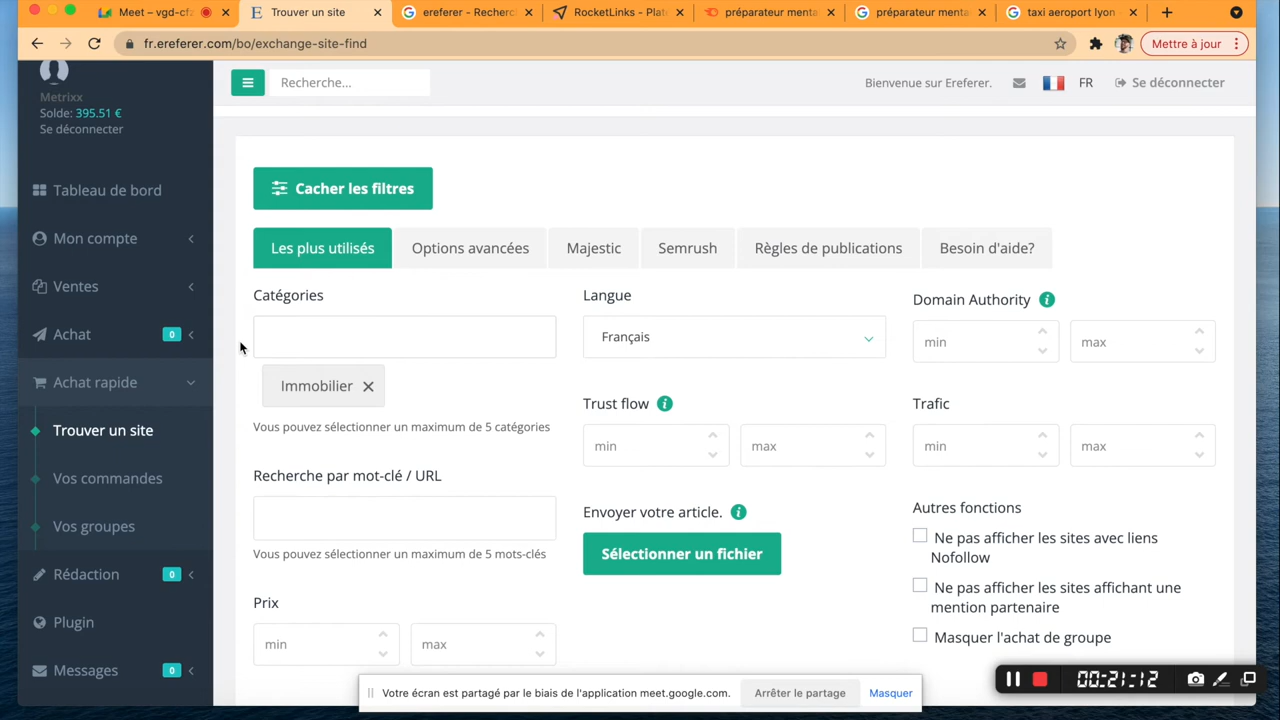 Meet – vgd-cfz
Trouver un site
ereferer - Recherc
RocketLinks - Plate
préparateur menta
préparateur menta
taxi aeroport lyon -
fr.ereferer.com/bo/exchange-site-find
Mettre à jour
Metrixx
Solde: 395.51 €
Se déconnecter
Recherche...
Bienvenue sur Ereferer.
FR
Se déconnecter
Tableau de bord
Mon compte
Ventes
Achat
0
Achat rapide
Trouver un site
Vos commandes
Vos groupes
Rédaction
0
Plugin
Messages
0
Cacher les filtres
Les plus utilisés
Options avancées
Majestic
Semrush
Règles de publications
Besoin d'aide?
Catégories
Immobilier
Vous pouvez sélectionner un maximum de 5 catégories
Recherche par mot-clé / URL
Vous pouvez sélectionner un maximum de 5 mots-clés
Prix
min
max
Langue
Français
Trust flow
min
max
Envoyer votre article.
Sélectionner un fichier
Domain Authority
min
max
Trafic
min
max
Autres fonctions
Ne pas afficher les sites avec liens
Nofollow
Ne pas afficher les sites affichant une
mention partenaire
Masquer l'achat de groupe
Votre écran est partagé par le biais de l'application meet.google.com.
Arrêter le partage
Masquer
00:21:12